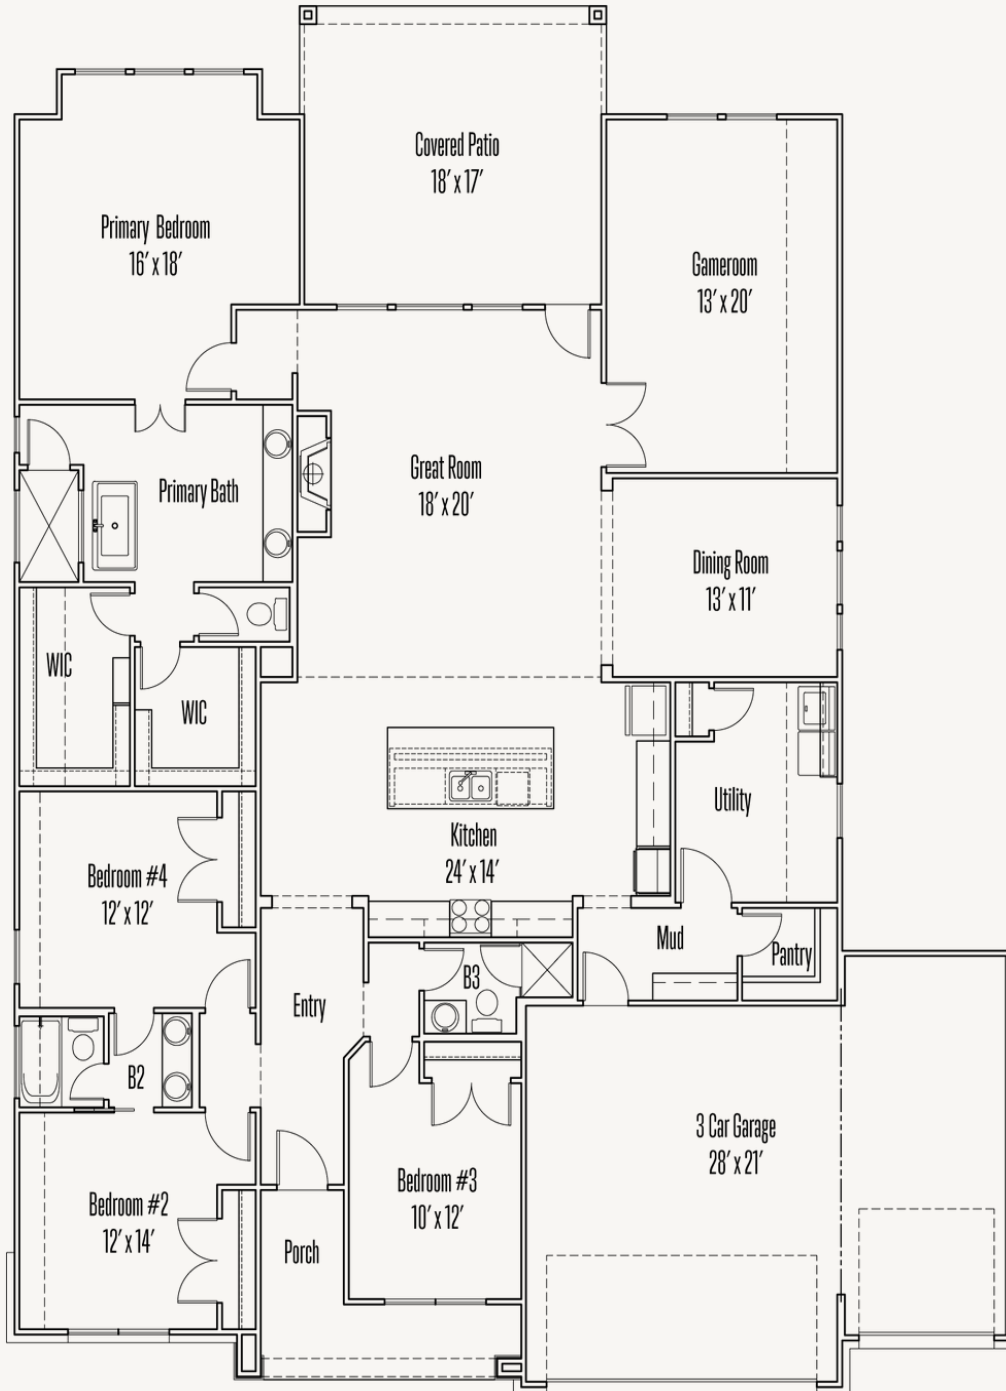 Covered Patio
18' x 17'
Primary Bedroom
16' x 18'
Gameroom
13' x 20'
Great Room
18' x 20'
Primary Bath
Dining Room
13' x 11'
WIC
WIC
Utility
Kitchen
24' x 14'
Bedroom #4
12' x 12'
Mud
Pantry
B3
Entry
B2
3 Car Garage
28' x 21'
Bedroom #3
10' x 12'
Bedroom #2
12' x 14'
Porch